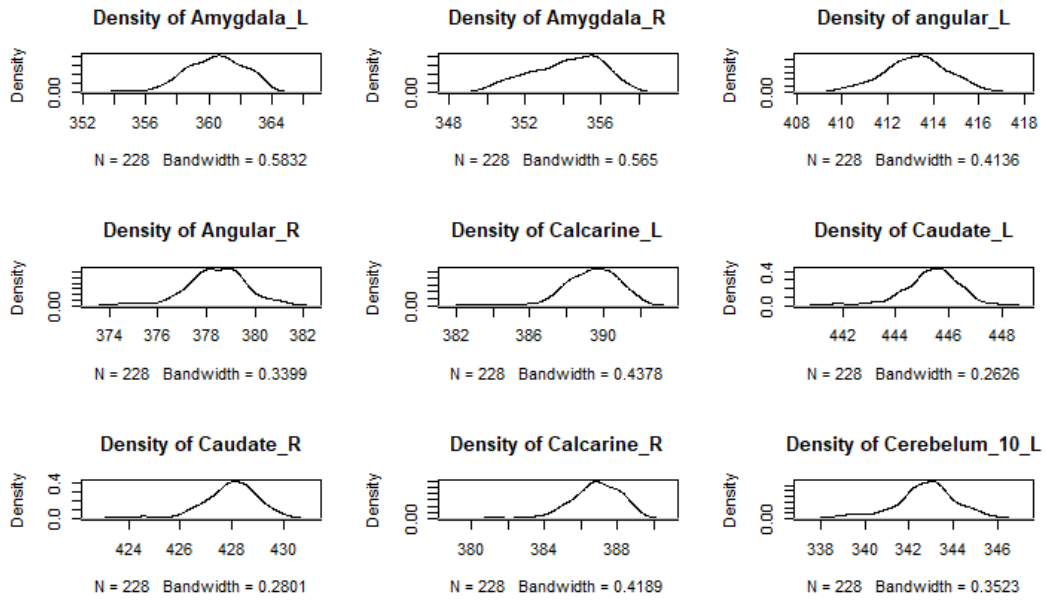 Density of Amygdala_L
Density
0.00
352 356 360 364
N = 228 Bandwidth = 0.5832
Density of Amygdala_R
Density
0.00
348 352 356
N = 228 Bandwidth = 0.565
Density of angular_L
Density
0.00
408 410 412 414 416 418
N = 228 Bandwidth = 0.4136
Density of Angular_R
Density
0.00
374 376 378 380 382
N = 228 Bandwidth = 0.3399
Density of Calcarine_L
Density
0.00
382 386 390
N = 228 Bandwidth = 0.4378
Density of Caudate_L
Density
0.0 0.4
442 444 446 448
N = 228 Bandwidth = 0.2626
Density of Caudate_R
Density
0.0 0.4
424 426 428 430
N = 228 Bandwidth = 0.2801
Density of Calcarine_R
Density
0.00
380 384 388
N = 228 Bandwidth = 0.4189
Density of Cerebelum_10_L
Density
0.00
338 340 342 344 346
N = 228 Bandwidth = 0.3523